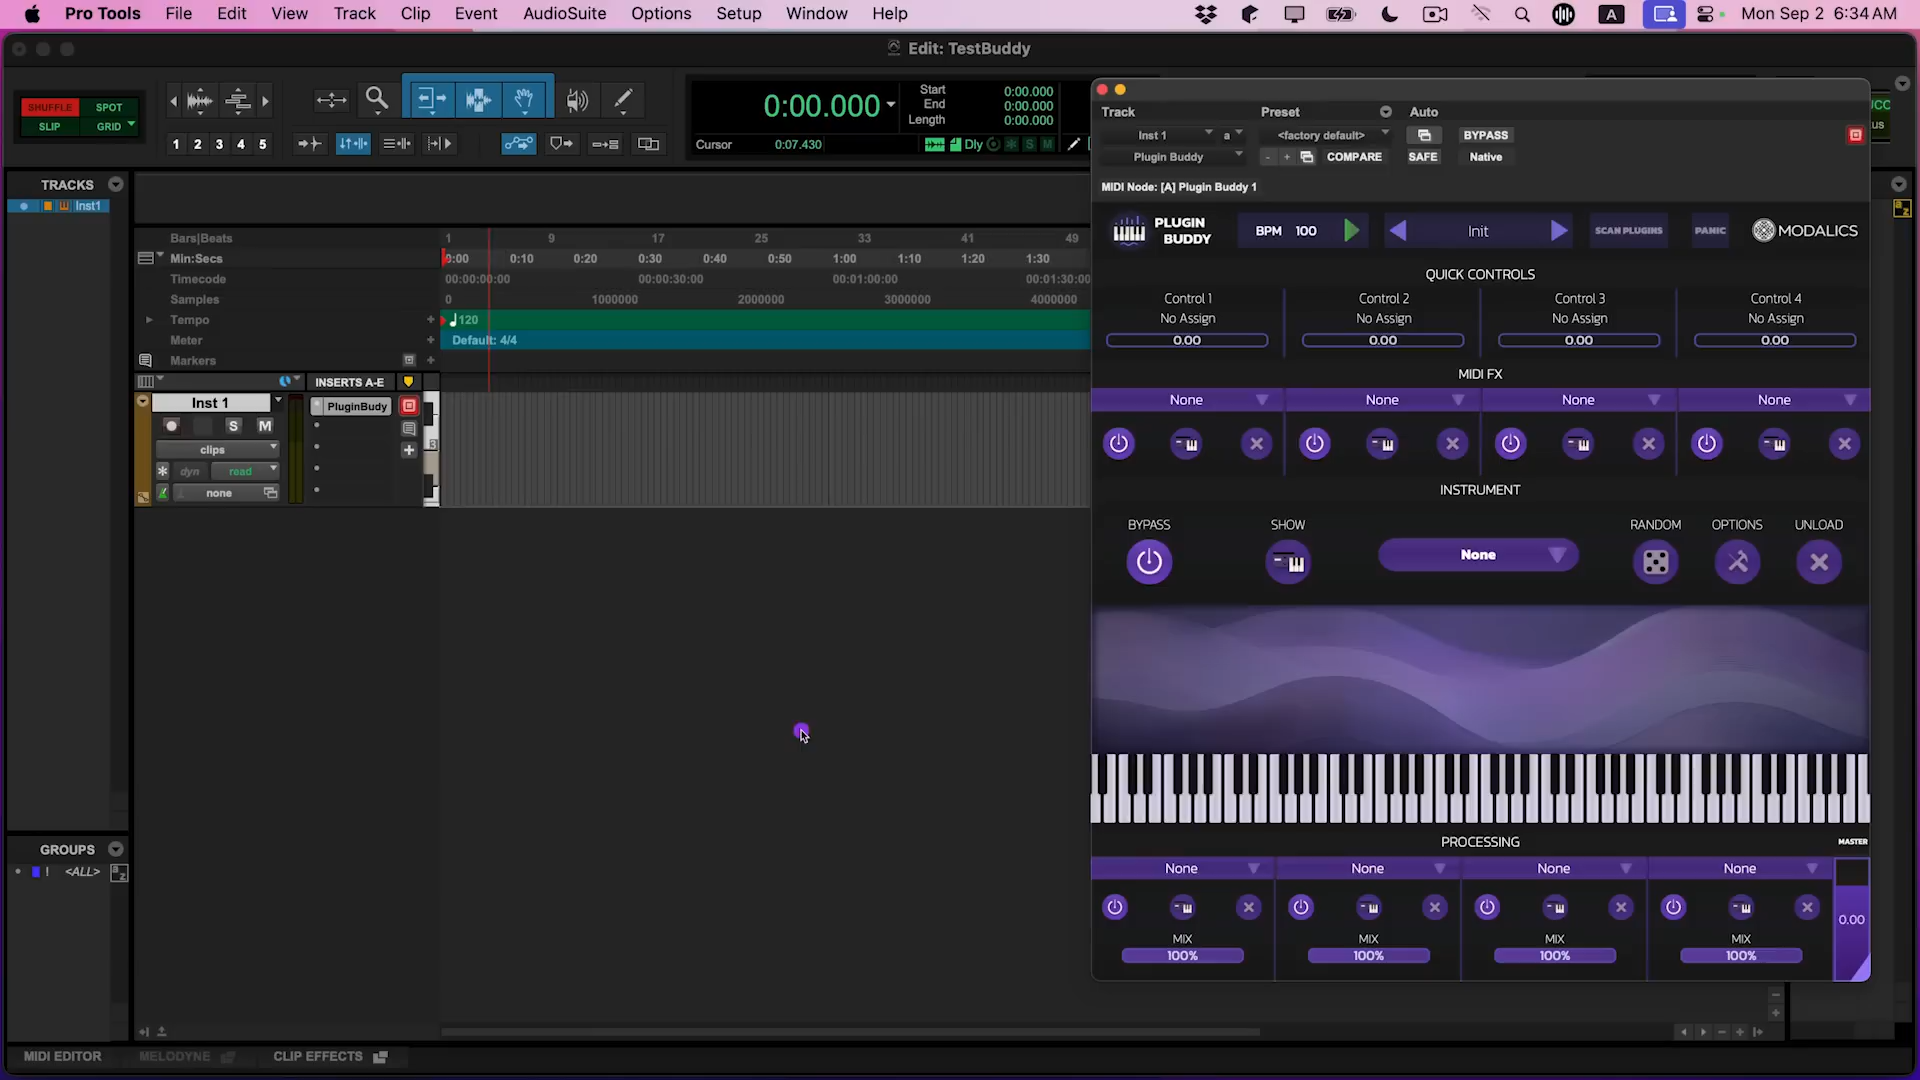 Pro Tools File Edit View Track Clip Event AudioSuite Options Setup Window Help A Mon Sep 2 6:34 AM
Edit: TestBuddy
SHUFFLE SPOT
SLIP GRID
1 2 3 4 5
0:00.000
Start 0:00.000
End 0:00.000
Length 0:00.000
Cursor 0:07.430 Dly S M
Track Preset Auto
Inst 1 a <factory default> BYPASS
Plugin Buddy - + COMPARE SAFE Native
MIDI Node: [A] Plugin Buddy 1
PLUGIN
BUDDY
BPM 100 Init SCAN PLUGINS PANIC MODALICS
QUICK CONTROLS
Control 1 Control 2 Control 3 Control 4
No Assign No Assign No Assign No Assign
0.00 0.00 0.00 0.00
MIDI FX
None None None None
INSTRUMENT
BYPASS SHOW None RANDOM OPTIONS UNLOAD
PROCESSING MASTER
None None None None
0.00
MIX MIX MIX MIX
100% 100% 100% 100%
TRACKS
Inst1
Bars|Beats 1 9 17 25 33 41 49
Min:Secs 0:00 0:10 0:20 0:30 0:40 0:50 1:00 1:10 1:20 1:30
Timecode 00:00:00:00 00:00:30:00 00:01:00:00 00:01:30:00
Samples 0 1000000 2000000 3000000 4000000
Tempo 120
Meter Default: 4/4
Markers
INSERTS A-E
Inst 1 PluginBudy
S M
clips 3
dyn read
none
GROUPS
! <ALL> a z
MIDI EDITOR MELODYNE CLIP EFFECTS